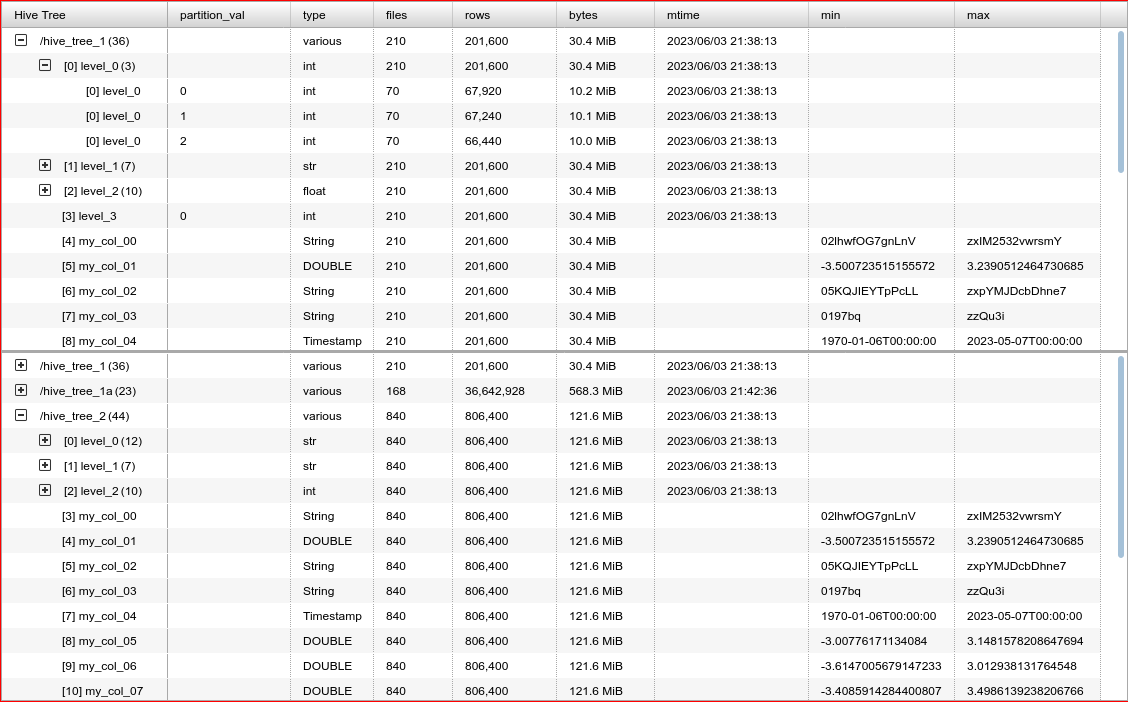 Hive Tree partition_val type files rows bytes mtime min max
/hive_tree_1 (36) various 210 201,600 30.4 MiB 2023/06/03 21:38:13
[0] level_0 (3) int 210 201,600 30.4 MiB 2023/06/03 21:38:13
[0] level_0 0 int 70 67,920 10.2 MiB 2023/06/03 21:38:13
[0] level_0 1 int 70 67,240 10.1 MiB 2023/06/03 21:38:13
[0] level_0 2 int 70 66,440 10.0 MiB 2023/06/03 21:38:13
[1] level_1 (7) str 210 201,600 30.4 MiB 2023/06/03 21:38:13
[2] level_2 (10) float 210 201,600 30.4 MiB 2023/06/03 21:38:13
[3] level_3 0 int 210 201,600 30.4 MiB 2023/06/03 21:38:13
[4] my_col_00 String 210 201,600 30.4 MiB 02lhwfOG7gnLnV zxIM2532vwrsmY
[5] my_col_01 DOUBLE 210 201,600 30.4 MiB -3.500723515155572 3.2390512464730685
[6] my_col_02 String 210 201,600 30.4 MiB 05KQJIEYTpPcLL zxpYMJDcbDhne7
[7] my_col_03 String 210 201,600 30.4 MiB 0197bq zzQu3i
[8] my_col_04 Timestamp 210 201,600 30.4 MiB 1970-01-06T00:00:00 2023-05-07T00:00:00
/hive_tree_1 (36) various 210 201,600 30.4 MiB 2023/06/03 21:38:13
/hive_tree_1a (23) various 168 36,642,928 568.3 MiB 2023/06/03 21:42:36
/hive_tree_2 (44) various 840 806,400 121.6 MiB 2023/06/03 21:38:13
[0] level_0 (12) str 840 806,400 121.6 MiB 2023/06/03 21:38:13
[1] level_1 (7) str 840 806,400 121.6 MiB 2023/06/03 21:38:13
[2] level_2 (10) int 840 806,400 121.6 MiB 2023/06/03 21:38:13
[3] my_col_00 String 840 806,400 121.6 MiB 02lhwfOG7gnLnV zxIM2532vwrsmY
[4] my_col_01 DOUBLE 840 806,400 121.6 MiB -3.500723515155572 3.2390512464730685
[5] my_col_02 String 840 806,400 121.6 MiB 05KQJIEYTpPcLL zxpYMJDcbDhne7
[6] my_col_03 String 840 806,400 121.6 MiB 0197bq zzQu3i
[7] my_col_04 Timestamp 840 806,400 121.6 MiB 1970-01-06T00:00:00 2023-05-07T00:00:00
[8] my_col_05 DOUBLE 840 806,400 121.6 MiB -3.00776171134084 3.1481578208647694
[9] my_col_06 DOUBLE 840 806,400 121.6 MiB -3.6147005679147233 3.012938131764548
[10] my_col_07 DOUBLE 840 806,400 121.6 MiB -3.4085914284400807 3.4986139238206766